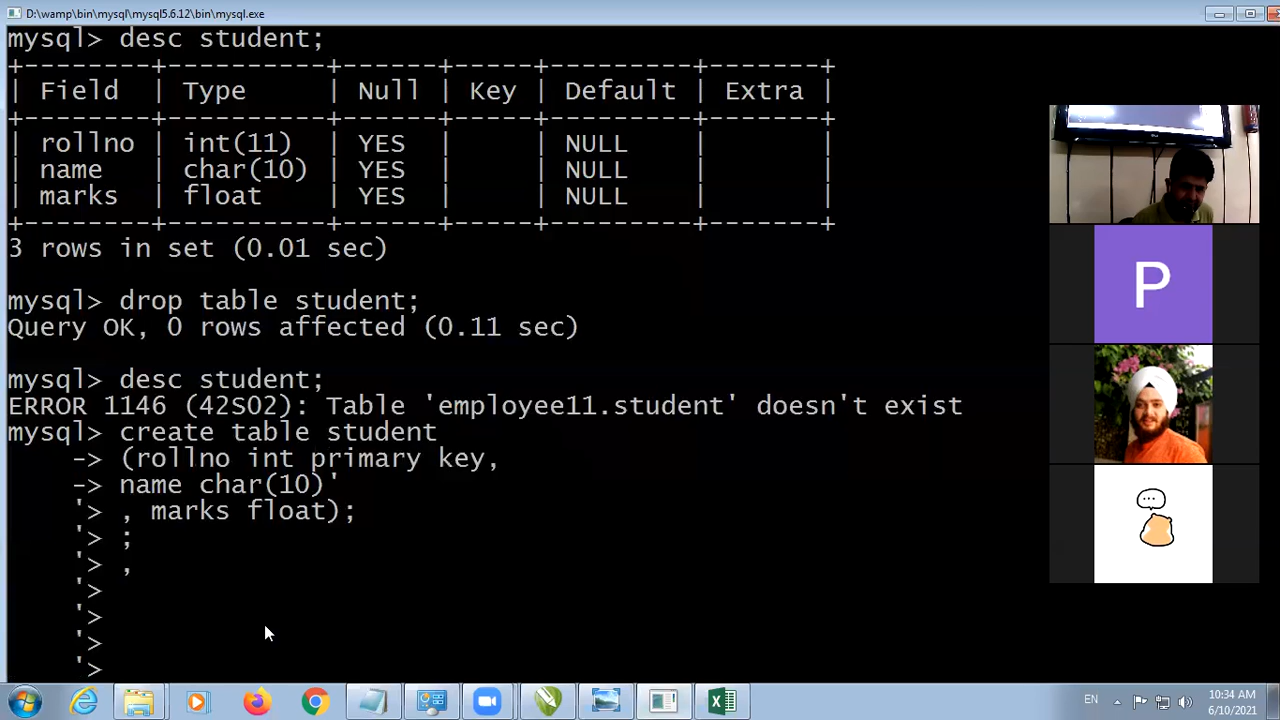 D:\wamp\bin\mysql\mysql5.6.12\bin\mysql.exe
mysql> desc student;
+--------+----------+------+-----+---------+-------+
| Field  | Type     | Null | Key | Default | Extra |
+--------+----------+------+-----+---------+-------+
| rollno | int(11)  | YES  |     | NULL    |       |
| name   | char(10) | YES  |     | NULL    |       |
| marks  | float    | YES  |     | NULL    |       |
+--------+----------+------+-----+---------+-------+
3 rows in set (0.01 sec)
mysql> drop table student;
Query OK, 0 rows affected (0.11 sec)
mysql> desc student;
ERROR 1146 (42S02): Table 'employee11.student' doesn't exist
mysql> create table student
    -> (rollno int primary key,
    -> name char(10)'
    '> , marks float);
    '> ;
    '> ,
    '>
    '>
    '>
    '>
P
...
EN
10:34 AM
6/10/2021